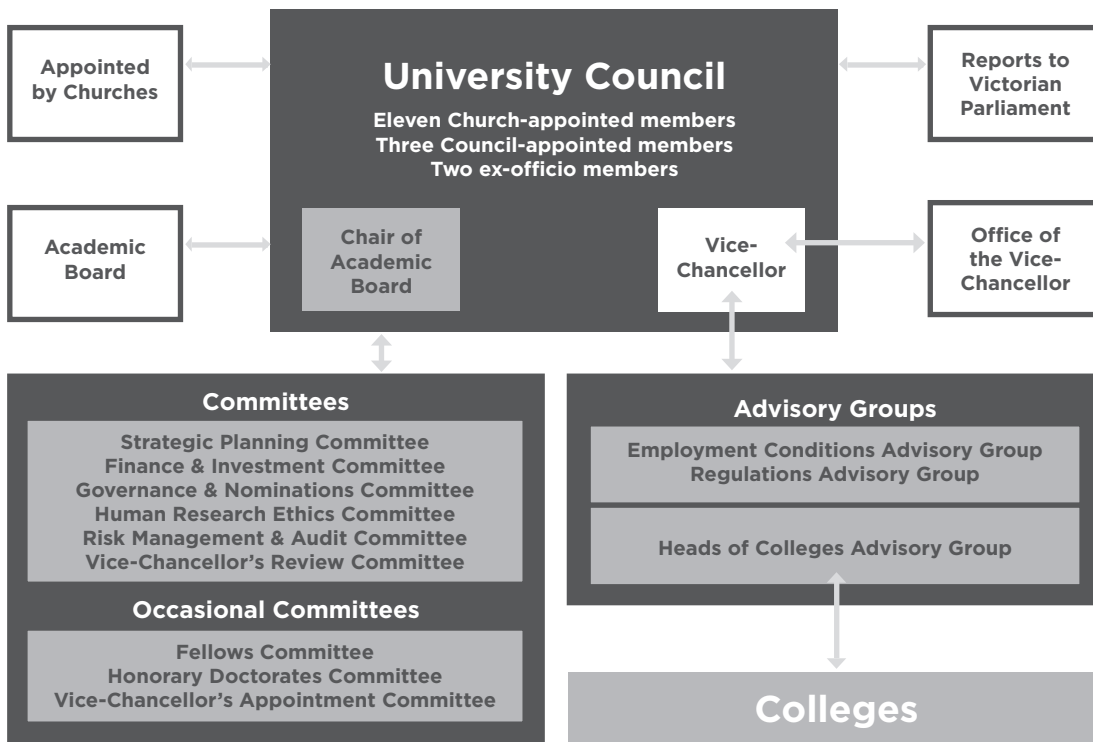 Appointed
by Churches
University Council
Eleven Church-appointed members
Three Council-appointed members
Two ex-officio members
Reports to
Victorian
Parliament
Academic
Board
Chair of
Academic
Board
Vice-
Chancellor
Office of
the Vice-
Chancellor
Committees
Strategic Planning Committee
Finance & Investment Committee
Governance & Nominations Committee
Human Research Ethics Committee
Risk Management & Audit Committee
Vice-Chancellor's Review Committee
Occasional Committees
Fellows Committee
Honorary Doctorates Committee
Vice-Chancellor's Appointment Committee
Advisory Groups
Employment Conditions Advisory Group
Regulations Advisory Group
Heads of Colleges Advisory Group
Colleges